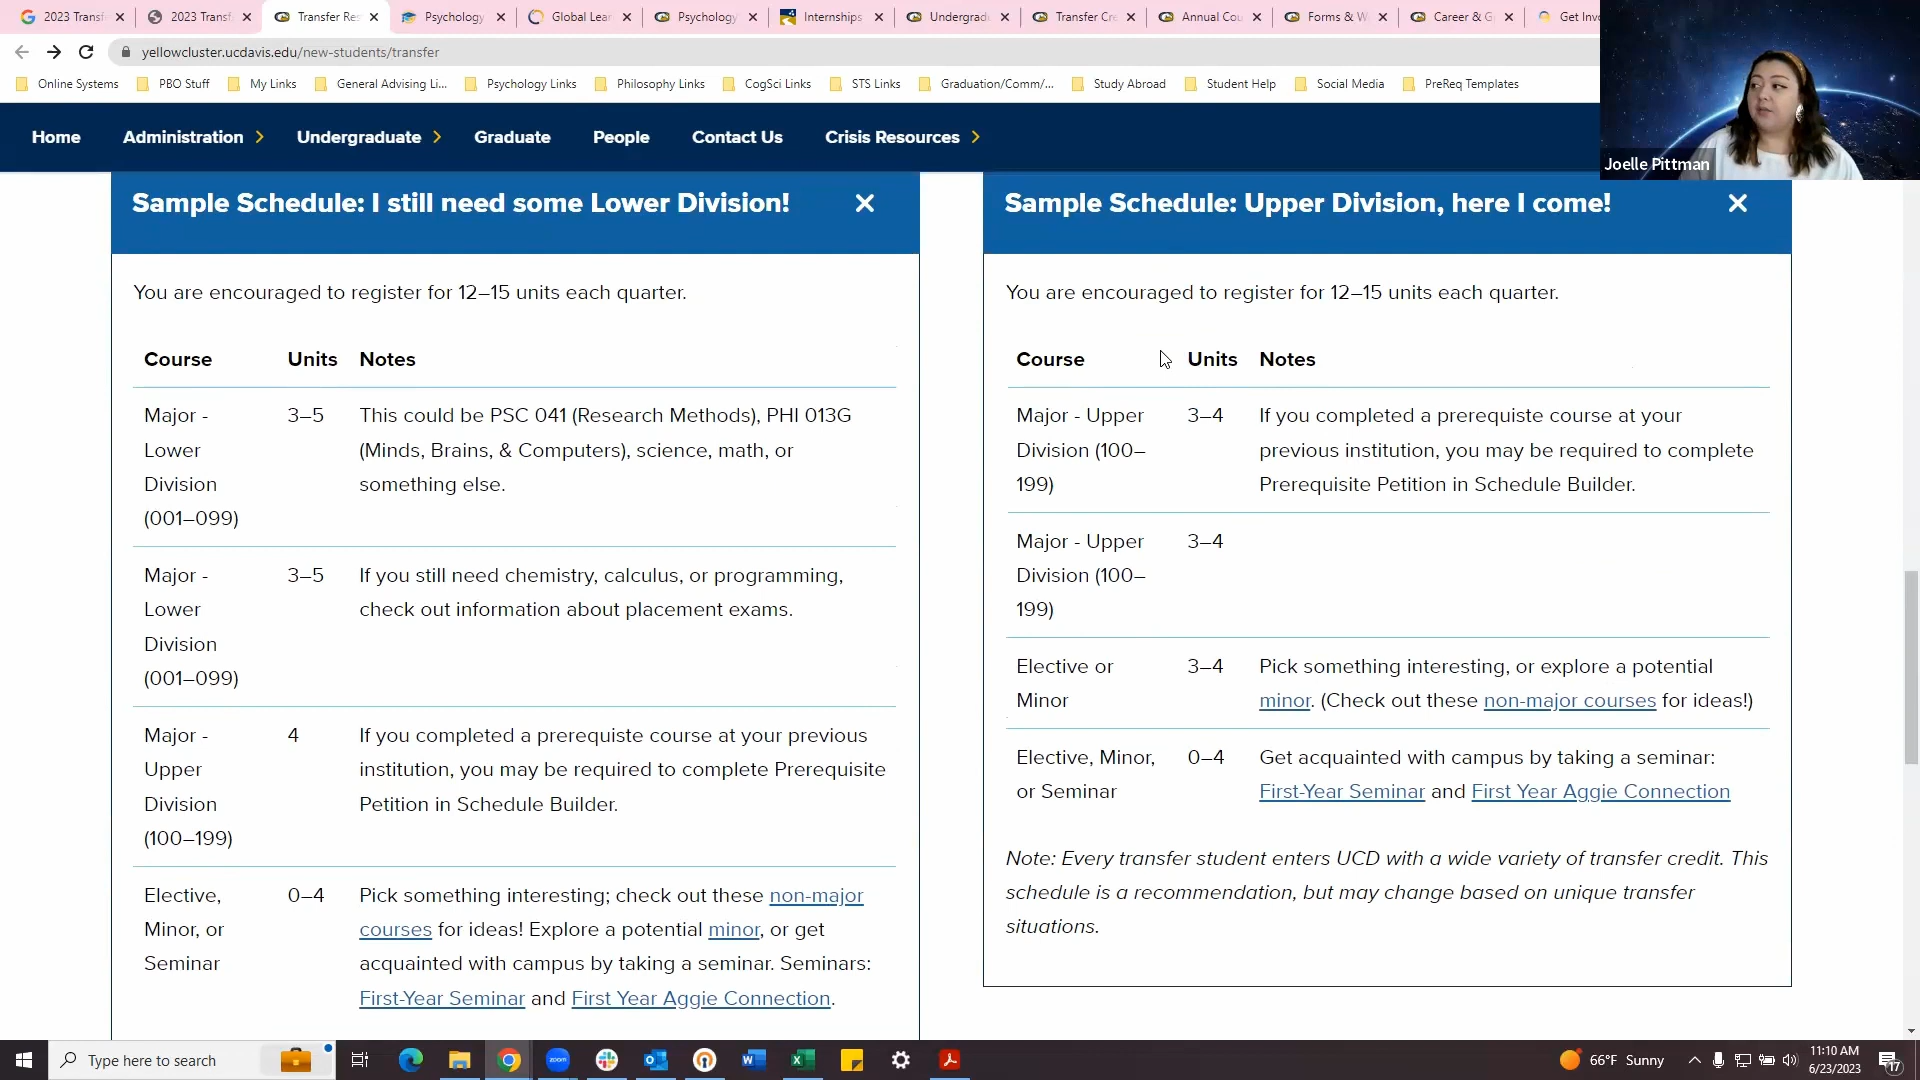 2023 Transf
2023 Transf
Transfer Res
Psychology
Global Lear
Psychology
Internships
Undergradu
Transfer Cre
Annual Cou
Forms & W
Career & G
Get Inv
yellowcluster.ucdavis.edu/new-students/transfer
Online Systems
PBO Stuff
My Links
General Advising Li...
Psychology Links
Philosophy Links
CogSci Links
STS Links
Graduation/Comm/...
Study Abroad
Student Help
Social Media
PreReq Templates
Home
Administration
Undergraduate
Graduate
People
Contact Us
Crisis Resources
Joelle Pittman
Sample Schedule: I still need some Lower Division!
You are encouraged to register for 12–15 units each quarter.
Course Units Notes
Major - 3–5 This could be PSC 041 (Research Methods), PHI 013G
Lower (Minds, Brains, & Computers), science, math, or
Division something else.
(001–099)
Major - 3–5 If you still need chemistry, calculus, or programming,
Lower check out information about placement exams.
Division
(001–099)
Major - 4 If you completed a prerequiste course at your previous
Upper institution, you may be required to complete Prerequisite
Division Petition in Schedule Builder.
(100–199)
Elective, 0–4 Pick something interesting; check out these non-major
Minor, or courses for ideas! Explore a potential minor, or get
Seminar acquainted with campus by taking a seminar. Seminars:
First-Year Seminar and First Year Aggie Connection.
Sample Schedule: Upper Division, here I come!
You are encouraged to register for 12–15 units each quarter.
Course Units Notes
Major - Upper 3–4 If you completed a prerequiste course at your
Division (100– previous institution, you may be required to complete
199) Prerequisite Petition in Schedule Builder.
Major - Upper 3–4
Division (100–
199)
Elective or 3–4 Pick something interesting, or explore a potential
Minor minor. (Check out these non-major courses for ideas!)
Elective, Minor, 0–4 Get acquainted with campus by taking a seminar:
or Seminar First-Year Seminar and First Year Aggie Connection
Note: Every transfer student enters UCD with a wide variety of transfer credit. This
schedule is a recommendation, but may change based on unique transfer
situations.
Type here to search
zoom
66°F Sunny
11:10 AM
6/23/2023
17